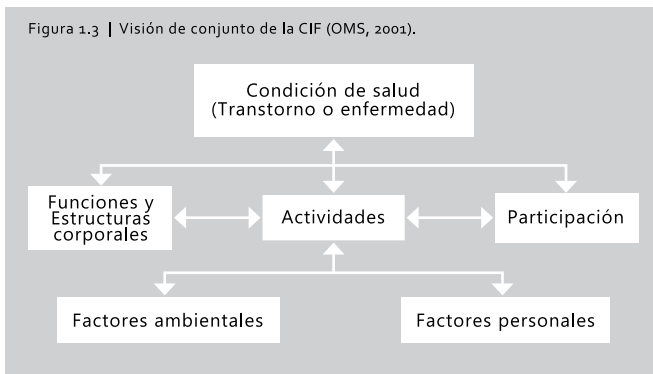 Figura 1.3 | Visión de conjunto de la CIF (OMS, 2001).
Condición de salud
(Transtorno o enfermedad)
Funciones y
Estructuras
corporales
Actividades
Participación
Factores ambientales
Factores personales